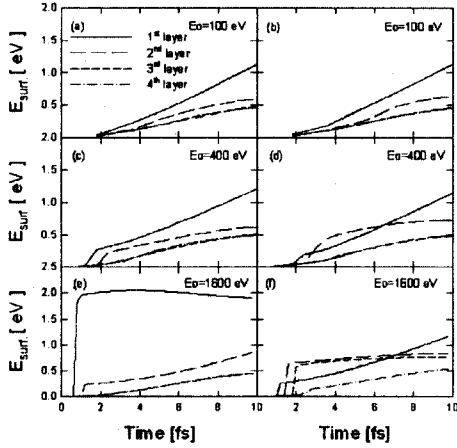 2.0
(a) Eo=100 eV (b) Eo=100 eV
1st layer
1.5
2nd layer
1.0
3rd layer
4th layer
0.5
Esurf. [ eV]
2.0
(c) Eo=400 eV (d) Eo=400 eV
1.5
1.0
0.5
Esurf [ eV]
2.5
(e) Eo=1600 eV (f) Eo=1600 eV
2.0
1.5
1.0
0.5
0.0
Esurf. [ eV]
0 2 4 6 8 10 2 4 6 8 10
Time [fs] Time [fs]